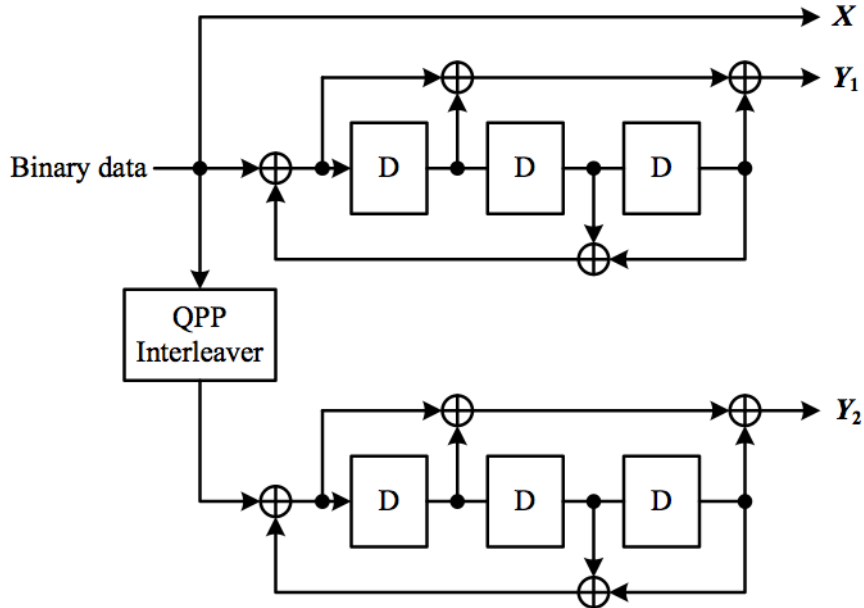 X
Y1
Binary data
D D D
QPP
Interleaver
Y2
D D D